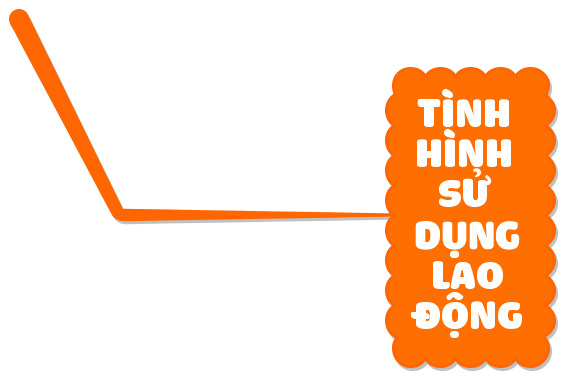 TÌNH
HÌNH
SỬ
DỤNG
LAO
ĐỘNG